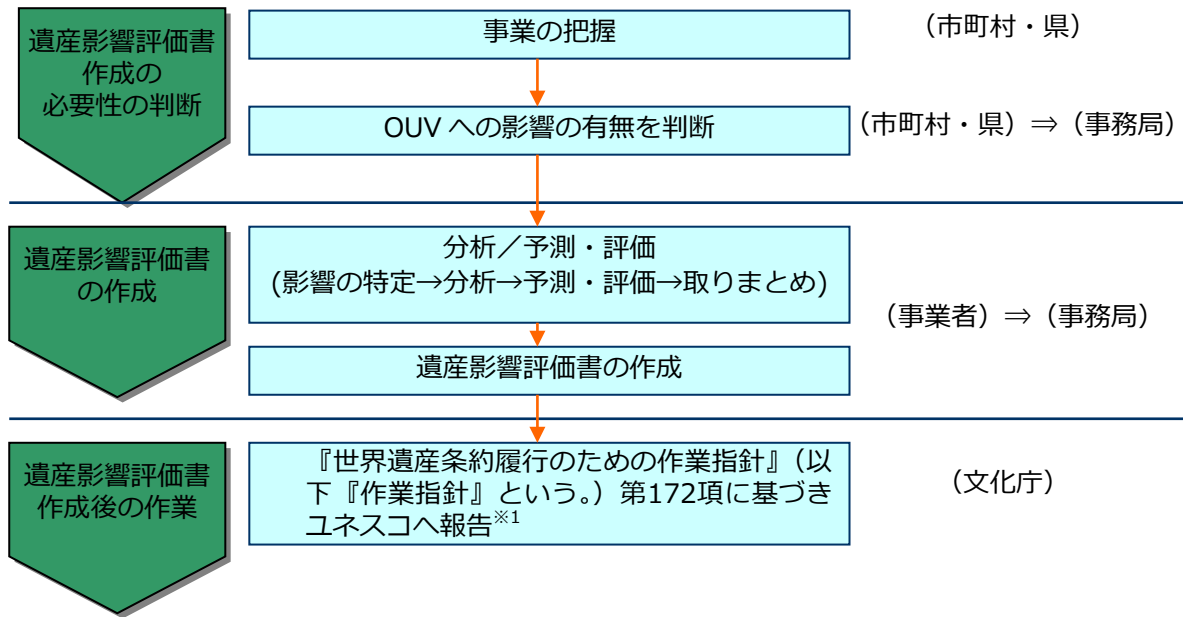 遺産影響評価書
作成の
必要性の判断
事業の把握
（市町村・県）
OUV への影響の有無を判断
（市町村・県）⇒（事務局）
遺産影響評価書
の作成
分析／予測・評価
(影響の特定→分析→予測・評価→取りまとめ)
（事業者）⇒（事務局）
遺産影響評価書の作成
遺産影響評価書
作成後の作業
『世界遺産条約履行のための作業指針』（以
下『作業指針』という。）第172項に基づき
ユネスコへ報告※1
（文化庁）